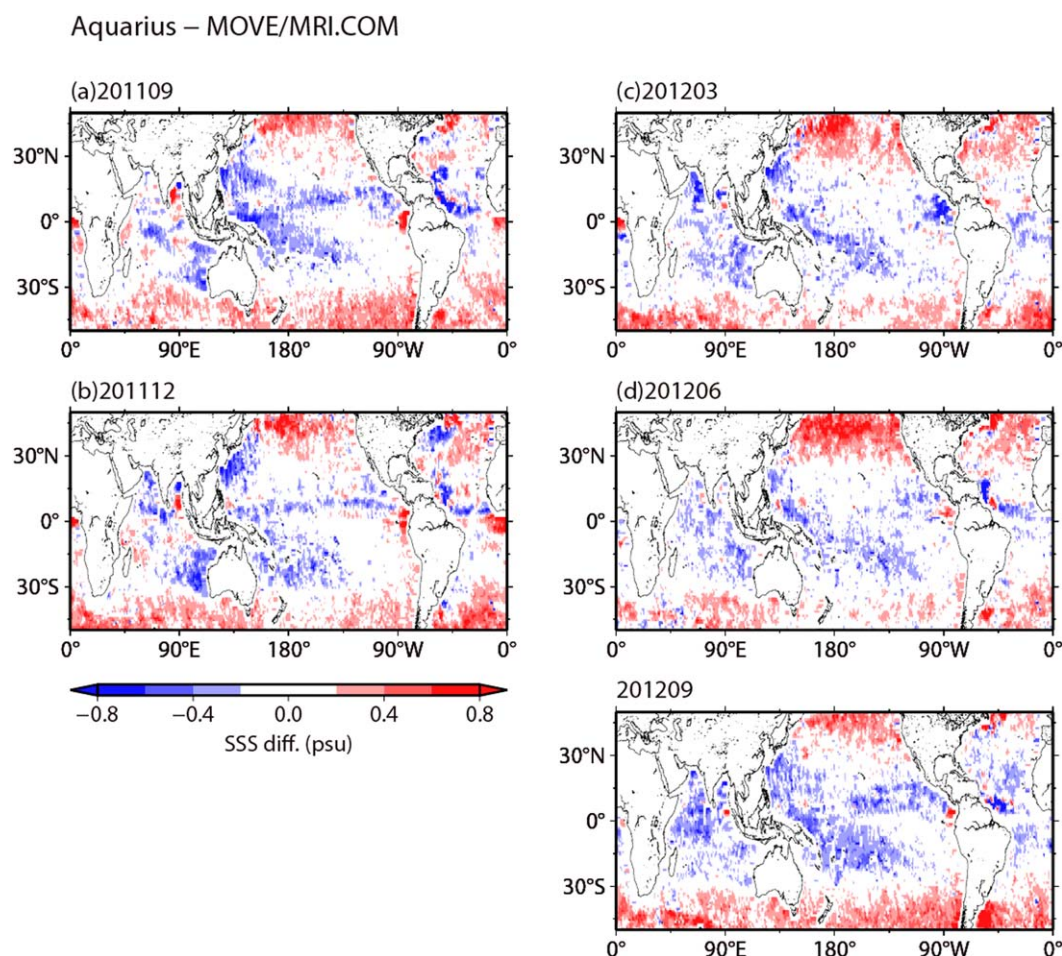 Aquarius – MOVE/MRI.COM
(a)201109
30°N
0°
30°S
0° 90°E 180° 90°W 0°
(b)201112
30°N
0°
30°S
0° 90°E 180° 90°W 0°
−0.8 −0.4 0.0 0.4 0.8
SSS diff. (psu)
(c)201203
30°N
0°
30°S
0° 90°E 180° 90°W 0°
(d)201206
30°N
0°
30°S
0° 90°E 180° 90°W 0°
201209
30°N
0°
30°S
0° 90°E 180° 90°W 0°